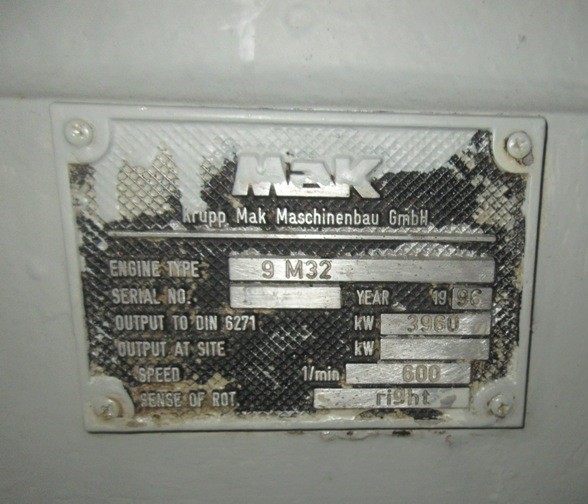 MaK
Krupp MaK Maschinenbau GmbH
ENGINE TYPE 9 M32
SERIAL NO. YEAR 19 96
OUTPUT TO DIN 6271 kW 3960
OUTPUT AT SITE kW
SPEED 1/min 600
SENSE OF ROT. right